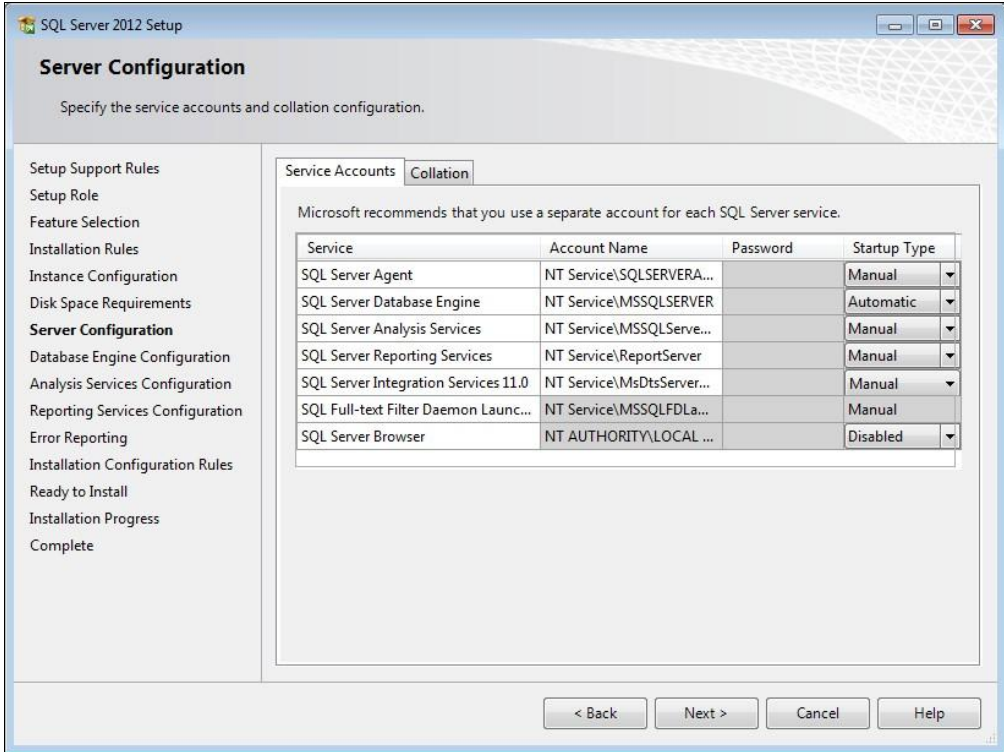 SQL Server 2012 Setup
Server Configuration
Specify the service accounts and collation configuration.
Setup Support Rules
Setup Role
Feature Selection
Installation Rules
Instance Configuration
Disk Space Requirements
Server Configuration
Database Engine Configuration
Analysis Services Configuration
Reporting Services Configuration
Error Reporting
Installation Configuration Rules
Ready to Install
Installation Progress
Complete
Service Accounts Collation
Microsoft recommends that you use a separate account for each SQL Server service.
Service Account Name Password Startup Type
SQL Server Agent NT Service\SQLSERVERA... Manual
SQL Server Database Engine NT Service\MSSQLSERVER Automatic
SQL Server Analysis Services NT Service\MSSQLServe... Manual
SQL Server Reporting Services NT Service\ReportServer Manual
SQL Server Integration Services 11.0 NT Service\MsDtsServer... Manual
SQL Full-text Filter Daemon Launc... NT Service\MSSQLFDLa... Manual
SQL Server Browser NT AUTHORITY\LOCAL ... Disabled
< Back Next > Cancel Help